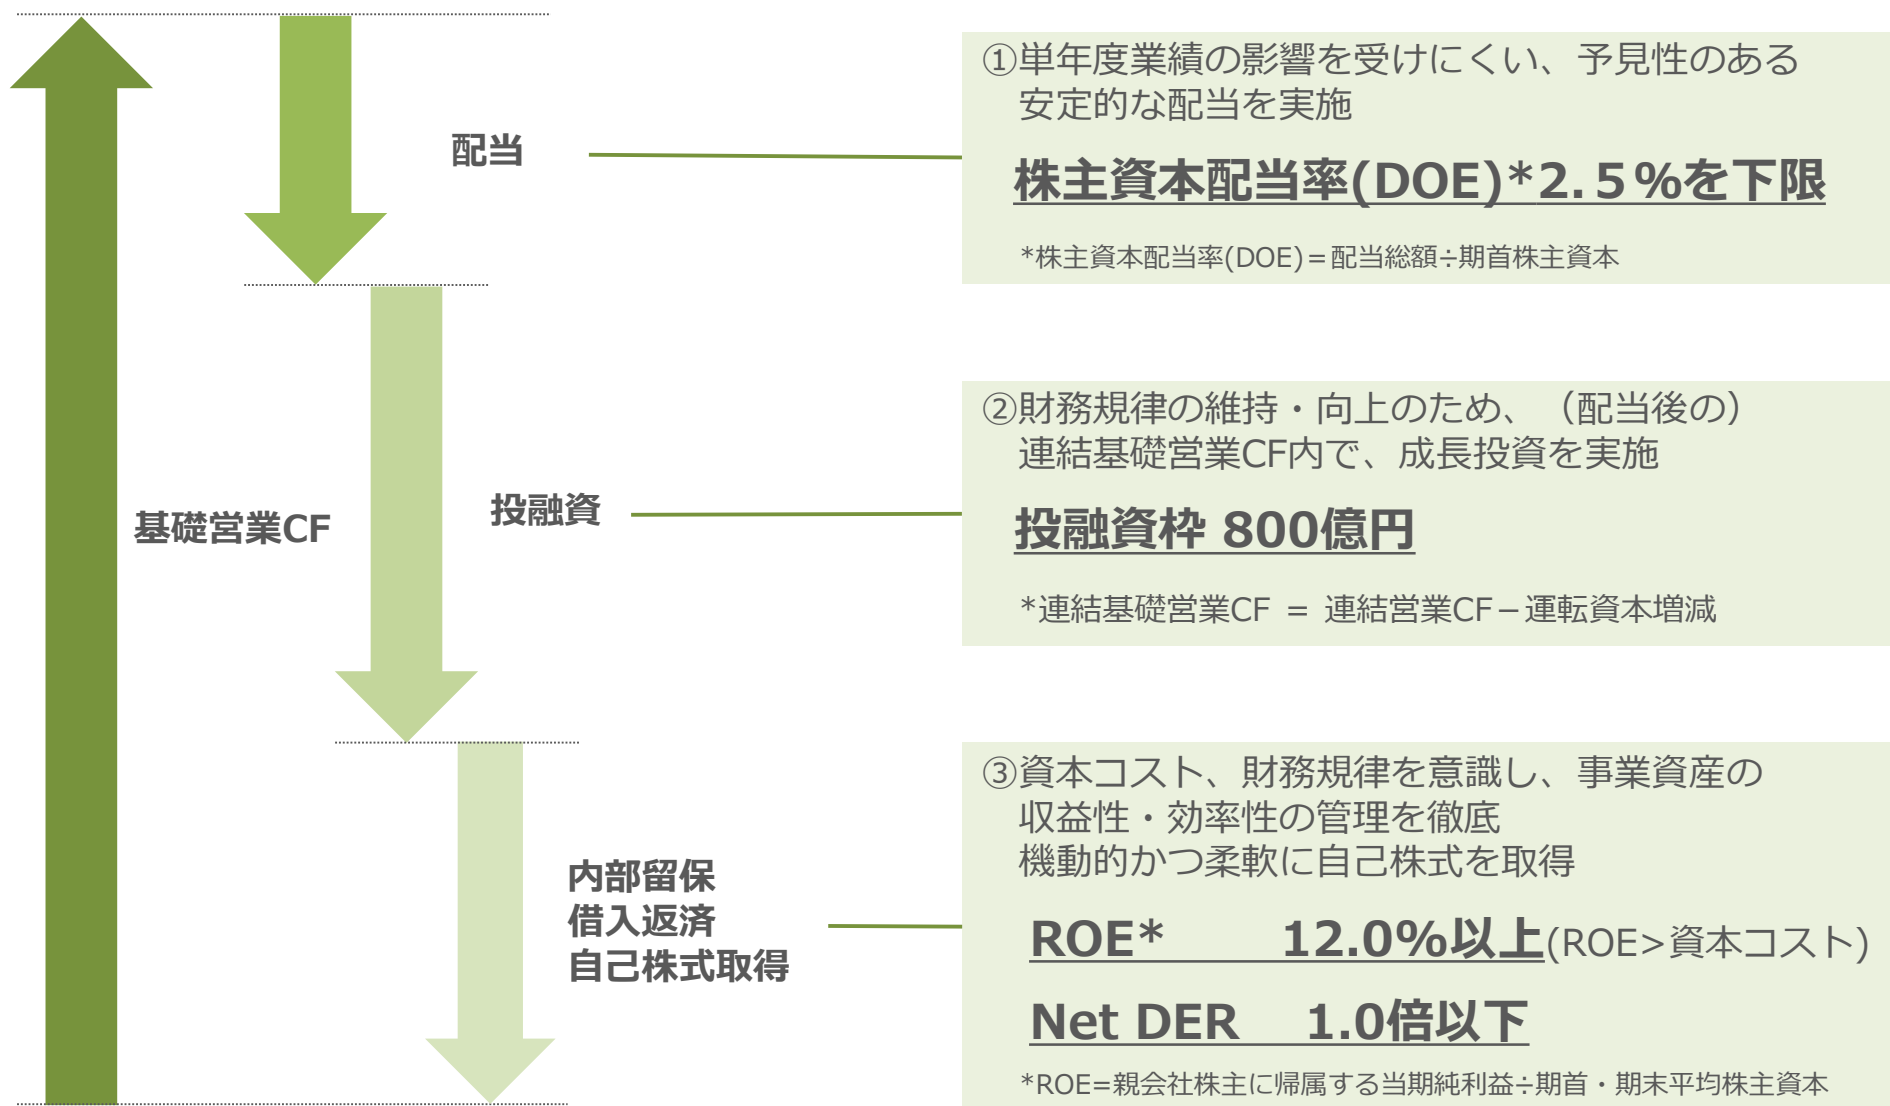 ①単年度業績の影響を受けにくい、予見性のある
安定的な配当を実施
配当
株主資本配当率(DOE)*2.５%を下限
*株主資本配当率(DOE)=配当総額÷期首株主資本
②財務規律の維持・向上のため、（配当後の）
連結基礎営業CF内で、成長投資を実施
基礎営業CF
投融資
投融資枠 800億円
*連結基礎営業CF = 連結営業CF－運転資本増減
③資本コスト、財務規律を意識し、事業資産の
収益性・効率性の管理を徹底
機動的かつ柔軟に自己株式を取得
内部留保
借入返済
自己株式取得
ROE* 12.0%以上(ROE>資本コスト)
Net DER 1.0倍以下
*ROE=親会社株主に帰属する当期純利益÷期首・期末平均株主資本